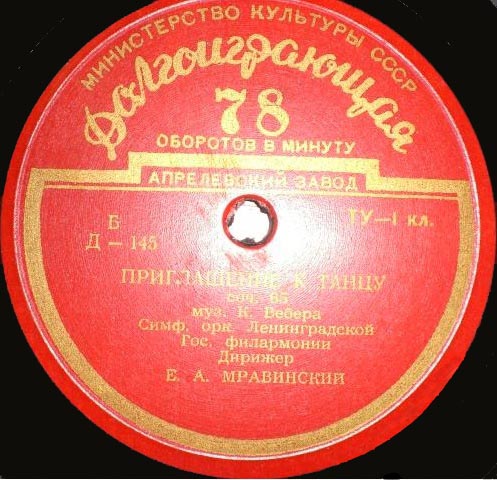 МИНИСТЕРСТВО КУЛЬТУРЫ СССР
Долгоиграющая
78
ОБОРОТОВ В МИНУТУ
АПРЕЛЕВСКИЙ ЗАВОД
Б
Д – 145
ТУ—1 кл.
ПРИГЛАШЕНИЕ К ТАНЦУ
соч. 65
муз. К. Вебера
Симф. орк. Ленинградской
Гос. филармонии
Дирижер
Е. А. МРАВИНСКИЙ